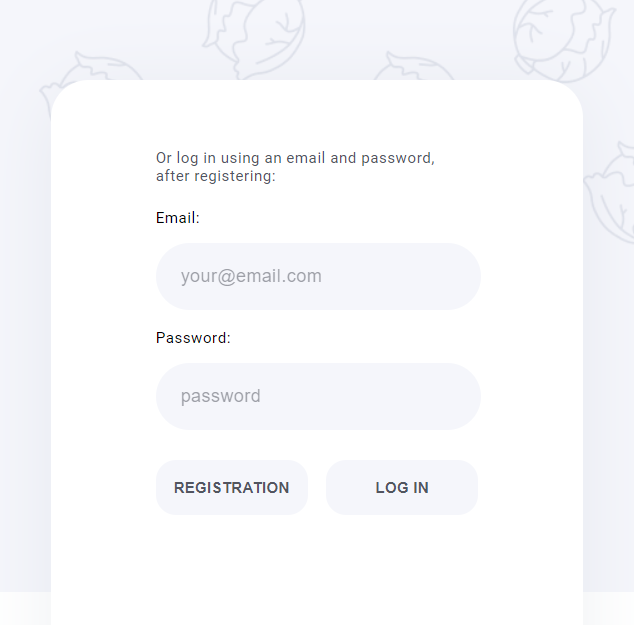 Or log in using an email and password,
after registering:
Email:
your@email.com
Password:
password
REGISTRATION LOG IN